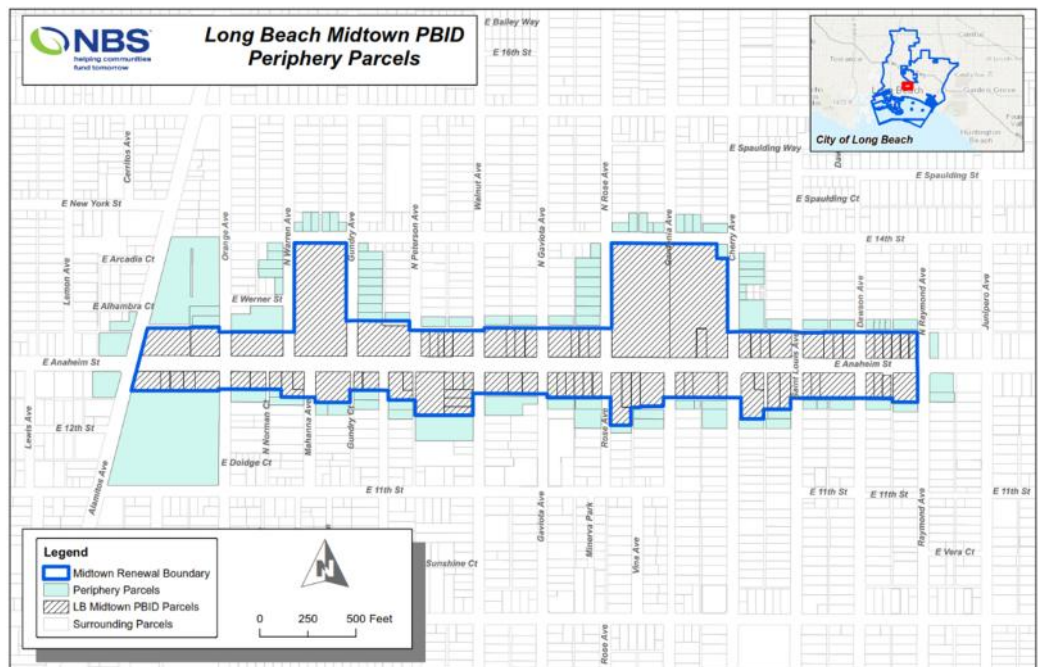 NBS
helping communities
fund tomorrow
Long Beach Midtown PBID
Periphery Parcels
E Bailey Way
E 16th St
City of Long Beach
Long Beach
Cerritos Ave
Walnut Ave
N Rose Ave
E Spaulding Way
E Spaulding St
E Spaulding Ct
E New York St
Orange Ave
N Warren Ave
Gundry Ave
N Peterson Ave
N Gaviota Ave
Cherry Ave
E 14th St
Lemon Ave
E Arcadia Ct
E Alhambra Ct
E Werner St
Dawson Ave
N Raymond Ave
Junipero Ave
E Anaheim St
E Anaheim St
Saint Louis Ave
Lewis Ave
E 12th St
Alamitos Ave
N Norman Ct
Mahanna Ave
Gundry Ct
Rose Ave
E Doidge Ct
E 11th St
E 11th St
E 11th St
E 11th St
Gaviota Ave
Minerva Park
Vina Ave
Raymond Ave
E Vera Ct
Sunshine Ct
Rose Ave
Legend
Midtown Renewal Boundary
Periphery Parcels
LB Midtown PBID Parcels
Surrounding Parcels
N
0 250 500 Feet